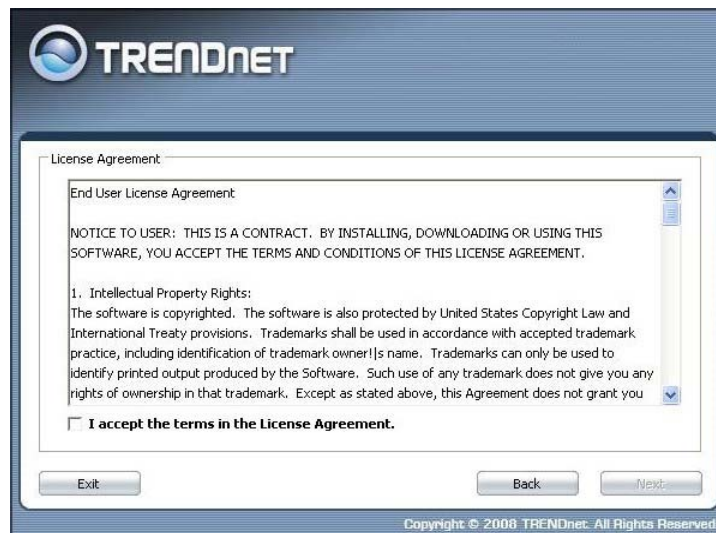 TRENDNET
License Agreement
End User License Agreement
NOTICE TO USER: THIS IS A CONTRACT. BY INSTALLING, DOWNLOADING OR USING THIS
SOFTWARE, YOU ACCEPT THE TERMS AND CONDITIONS OF THIS LICENSE AGREEMENT.
1. Intellectual Property Rights:
The software is copyrighted. The software is also protected by United States Copyright Law and
International Treaty provisions. Trademarks shall be used in accordance with accepted trademark
practice, including identification of trademark owner!|s name. Trademarks can only be used to
identify printed output produced by the Software. Such use of any trademark does not give you any
rights of ownership in that trademark. Except as stated above, this Agreement does not grant you
I accept the terms in the License Agreement.
Exit Back Next
Copyright © 2008 TRENDnet. All Rights Reserved